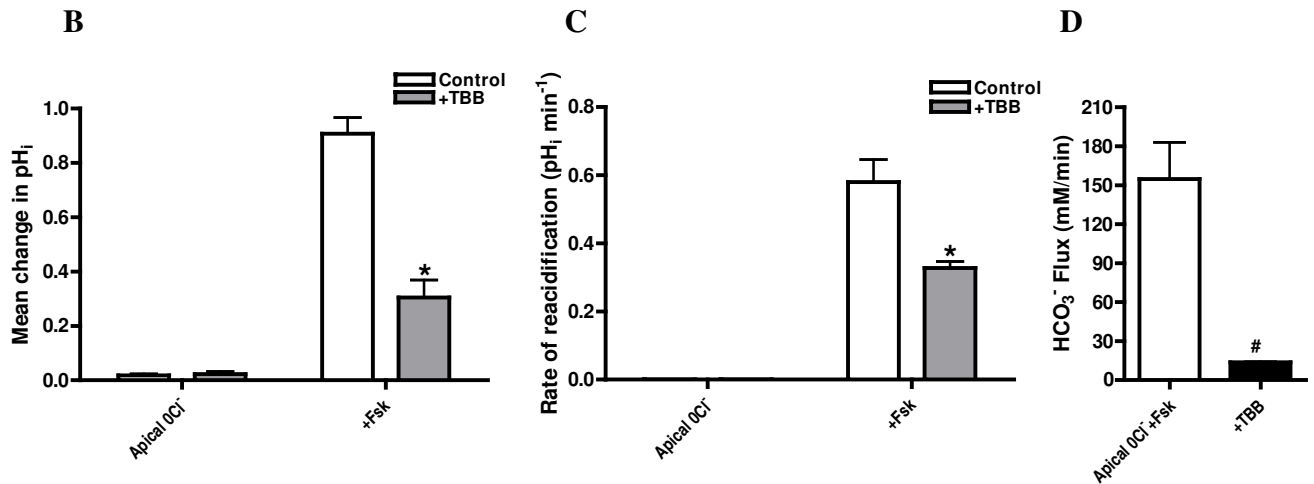 B
Control
+TBB
Mean change in pHi
1.0
0.8
0.6
0.4
0.2
0.0
*
Apical 0Cl⁻
+Fsk
C
Control
+TBB
Rate of reacidification (pHi min⁻¹)
0.8
0.6
0.4
0.2
0.0
*
Apical 0Cl⁻
+Fsk
D
HCO₃⁻ Flux (mM/min)
210
180
150
120
90
60
30
0
#
Apical 0Cl⁻ +Fsk
+TBB